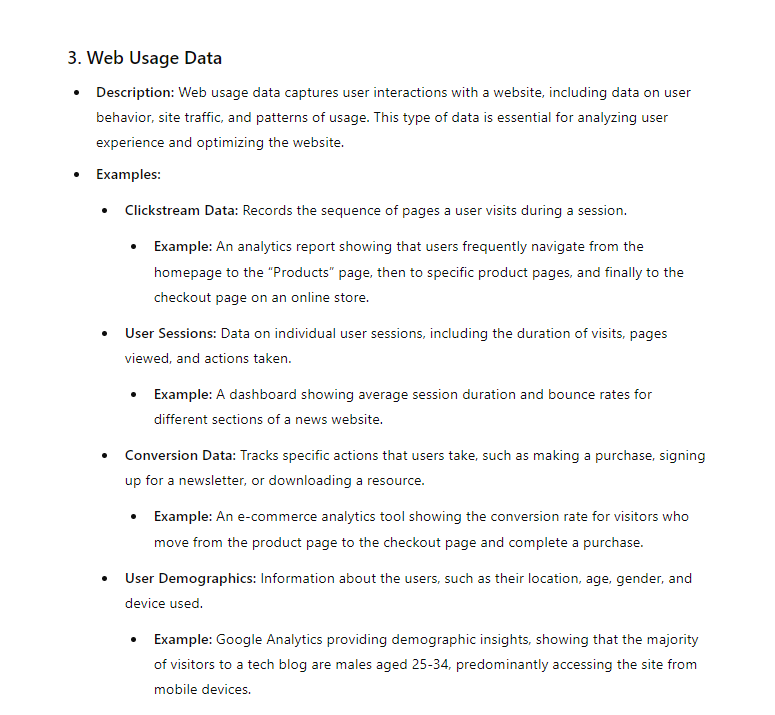 3. Web Usage Data
• Description: Web usage data captures user interactions with a website, including data on user
behavior, site traffic, and patterns of usage. This type of data is essential for analyzing user
experience and optimizing the website.
• Examples:
• Clickstream Data: Records the sequence of pages a user visits during a session.
• Example: An analytics report showing that users frequently navigate from the
homepage to the “Products” page, then to specific product pages, and finally to the
checkout page on an online store.
• User Sessions: Data on individual user sessions, including the duration of visits, pages
viewed, and actions taken.
• Example: A dashboard showing average session duration and bounce rates for
different sections of a news website.
• Conversion Data: Tracks specific actions that users take, such as making a purchase, signing
up for a newsletter, or downloading a resource.
• Example: An e-commerce analytics tool showing the conversion rate for visitors who
move from the product page to the checkout page and complete a purchase.
• User Demographics: Information about the users, such as their location, age, gender, and
device used.
• Example: Google Analytics providing demographic insights, showing that the majority
of visitors to a tech blog are males aged 25-34, predominantly accessing the site from
mobile devices.